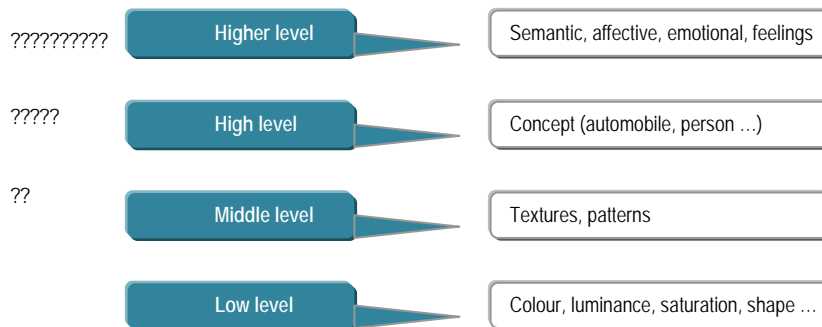 ?????????? Higher level Semantic, affective, emotional, feelings
????? High level Concept (automobile, person ...)
?? Middle level Textures, patterns
Low level Colour, luminance, saturation, shape ...